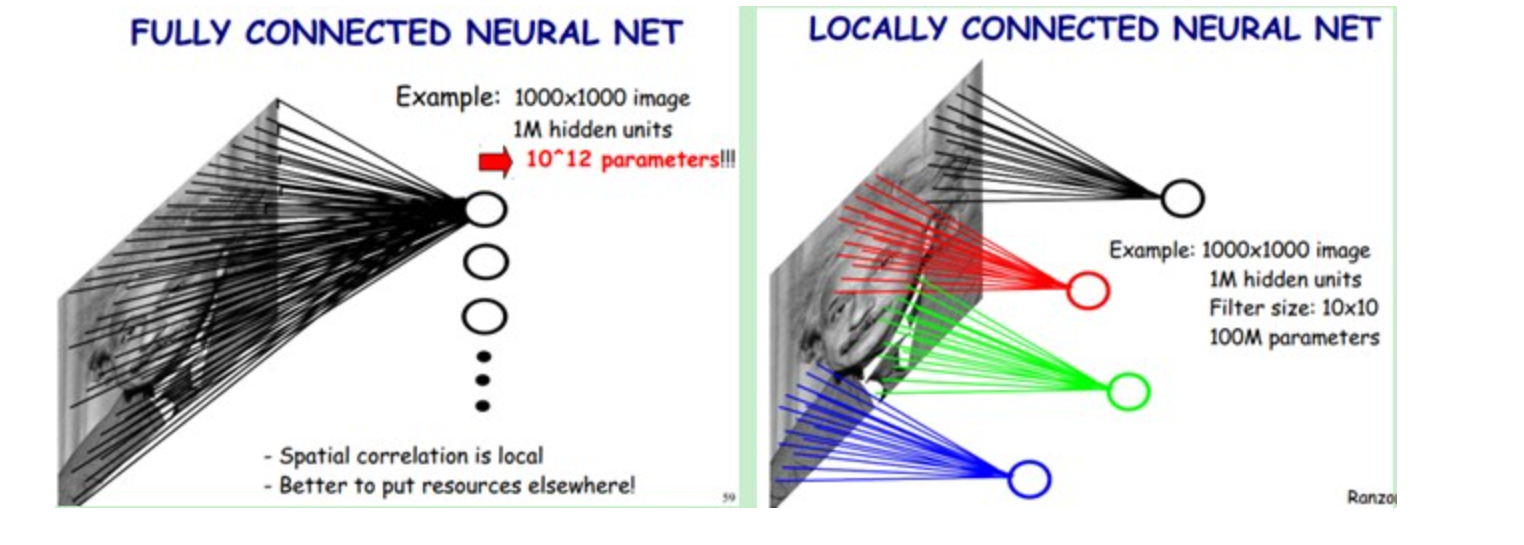 FULLY CONNECTED NEURAL NET
Example: 1000x1000 image
1M hidden units
10^12 parameters!!!
- Spatial correlation is local
- Better to put resources elsewhere!
59
LOCALLY CONNECTED NEURAL NET
Example: 1000x1000 image
1M hidden units
Filter size: 10x10
100M parameters